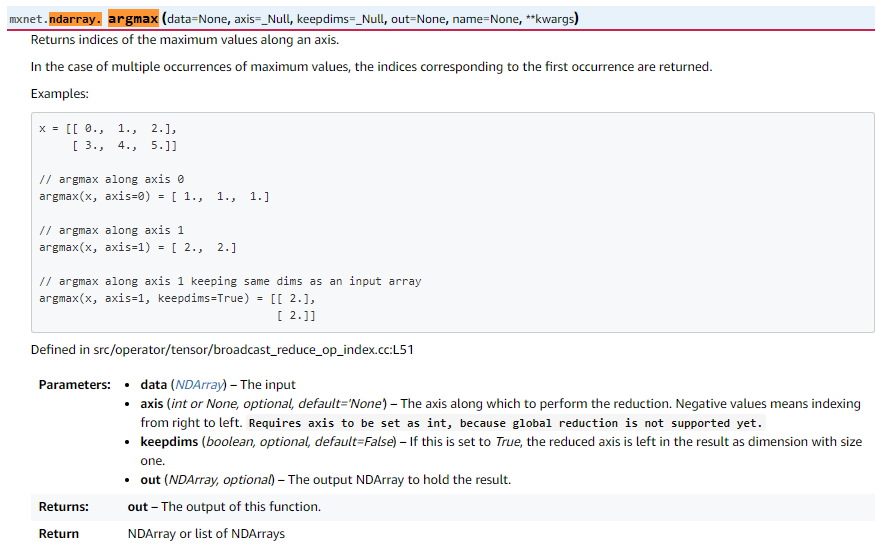 mxnet.ndarray. argmax (data=None, axis=_Null, keepdims=_Null, out=None, name=None, **kwargs)
Returns indices of the maximum values along an axis.
In the case of multiple occurrences of maximum values, the indices corresponding to the first occurrence are returned.
Examples:
x = [[ 0., 1., 2.],
[ 3., 4., 5.]]
// argmax along axis 0
argmax(x, axis=0) = [ 1., 1., 1.]
// argmax along axis 1
argmax(x, axis=1) = [ 2., 2.]
// argmax along axis 1 keeping same dims as an input array
argmax(x, axis=1, keepdims=True) = [[ 2.],
[ 2.]]
Defined in src/operator/tensor/broadcast_reduce_op_index.cc:L51
Parameters: • data (NDArray) – The input
• axis (int or None, optional, default='None') – The axis along which to perform the reduction. Negative values means indexing
from right to left. Requires axis to be set as int, because global reduction is not supported yet.
• keepdims (boolean, optional, default=False) – If this is set to True, the reduced axis is left in the result as dimension with size
one.
• out (NDArray, optional) – The output NDArray to hold the result.
Returns: out – The output of this function.
Return NDArray or list of NDArrays